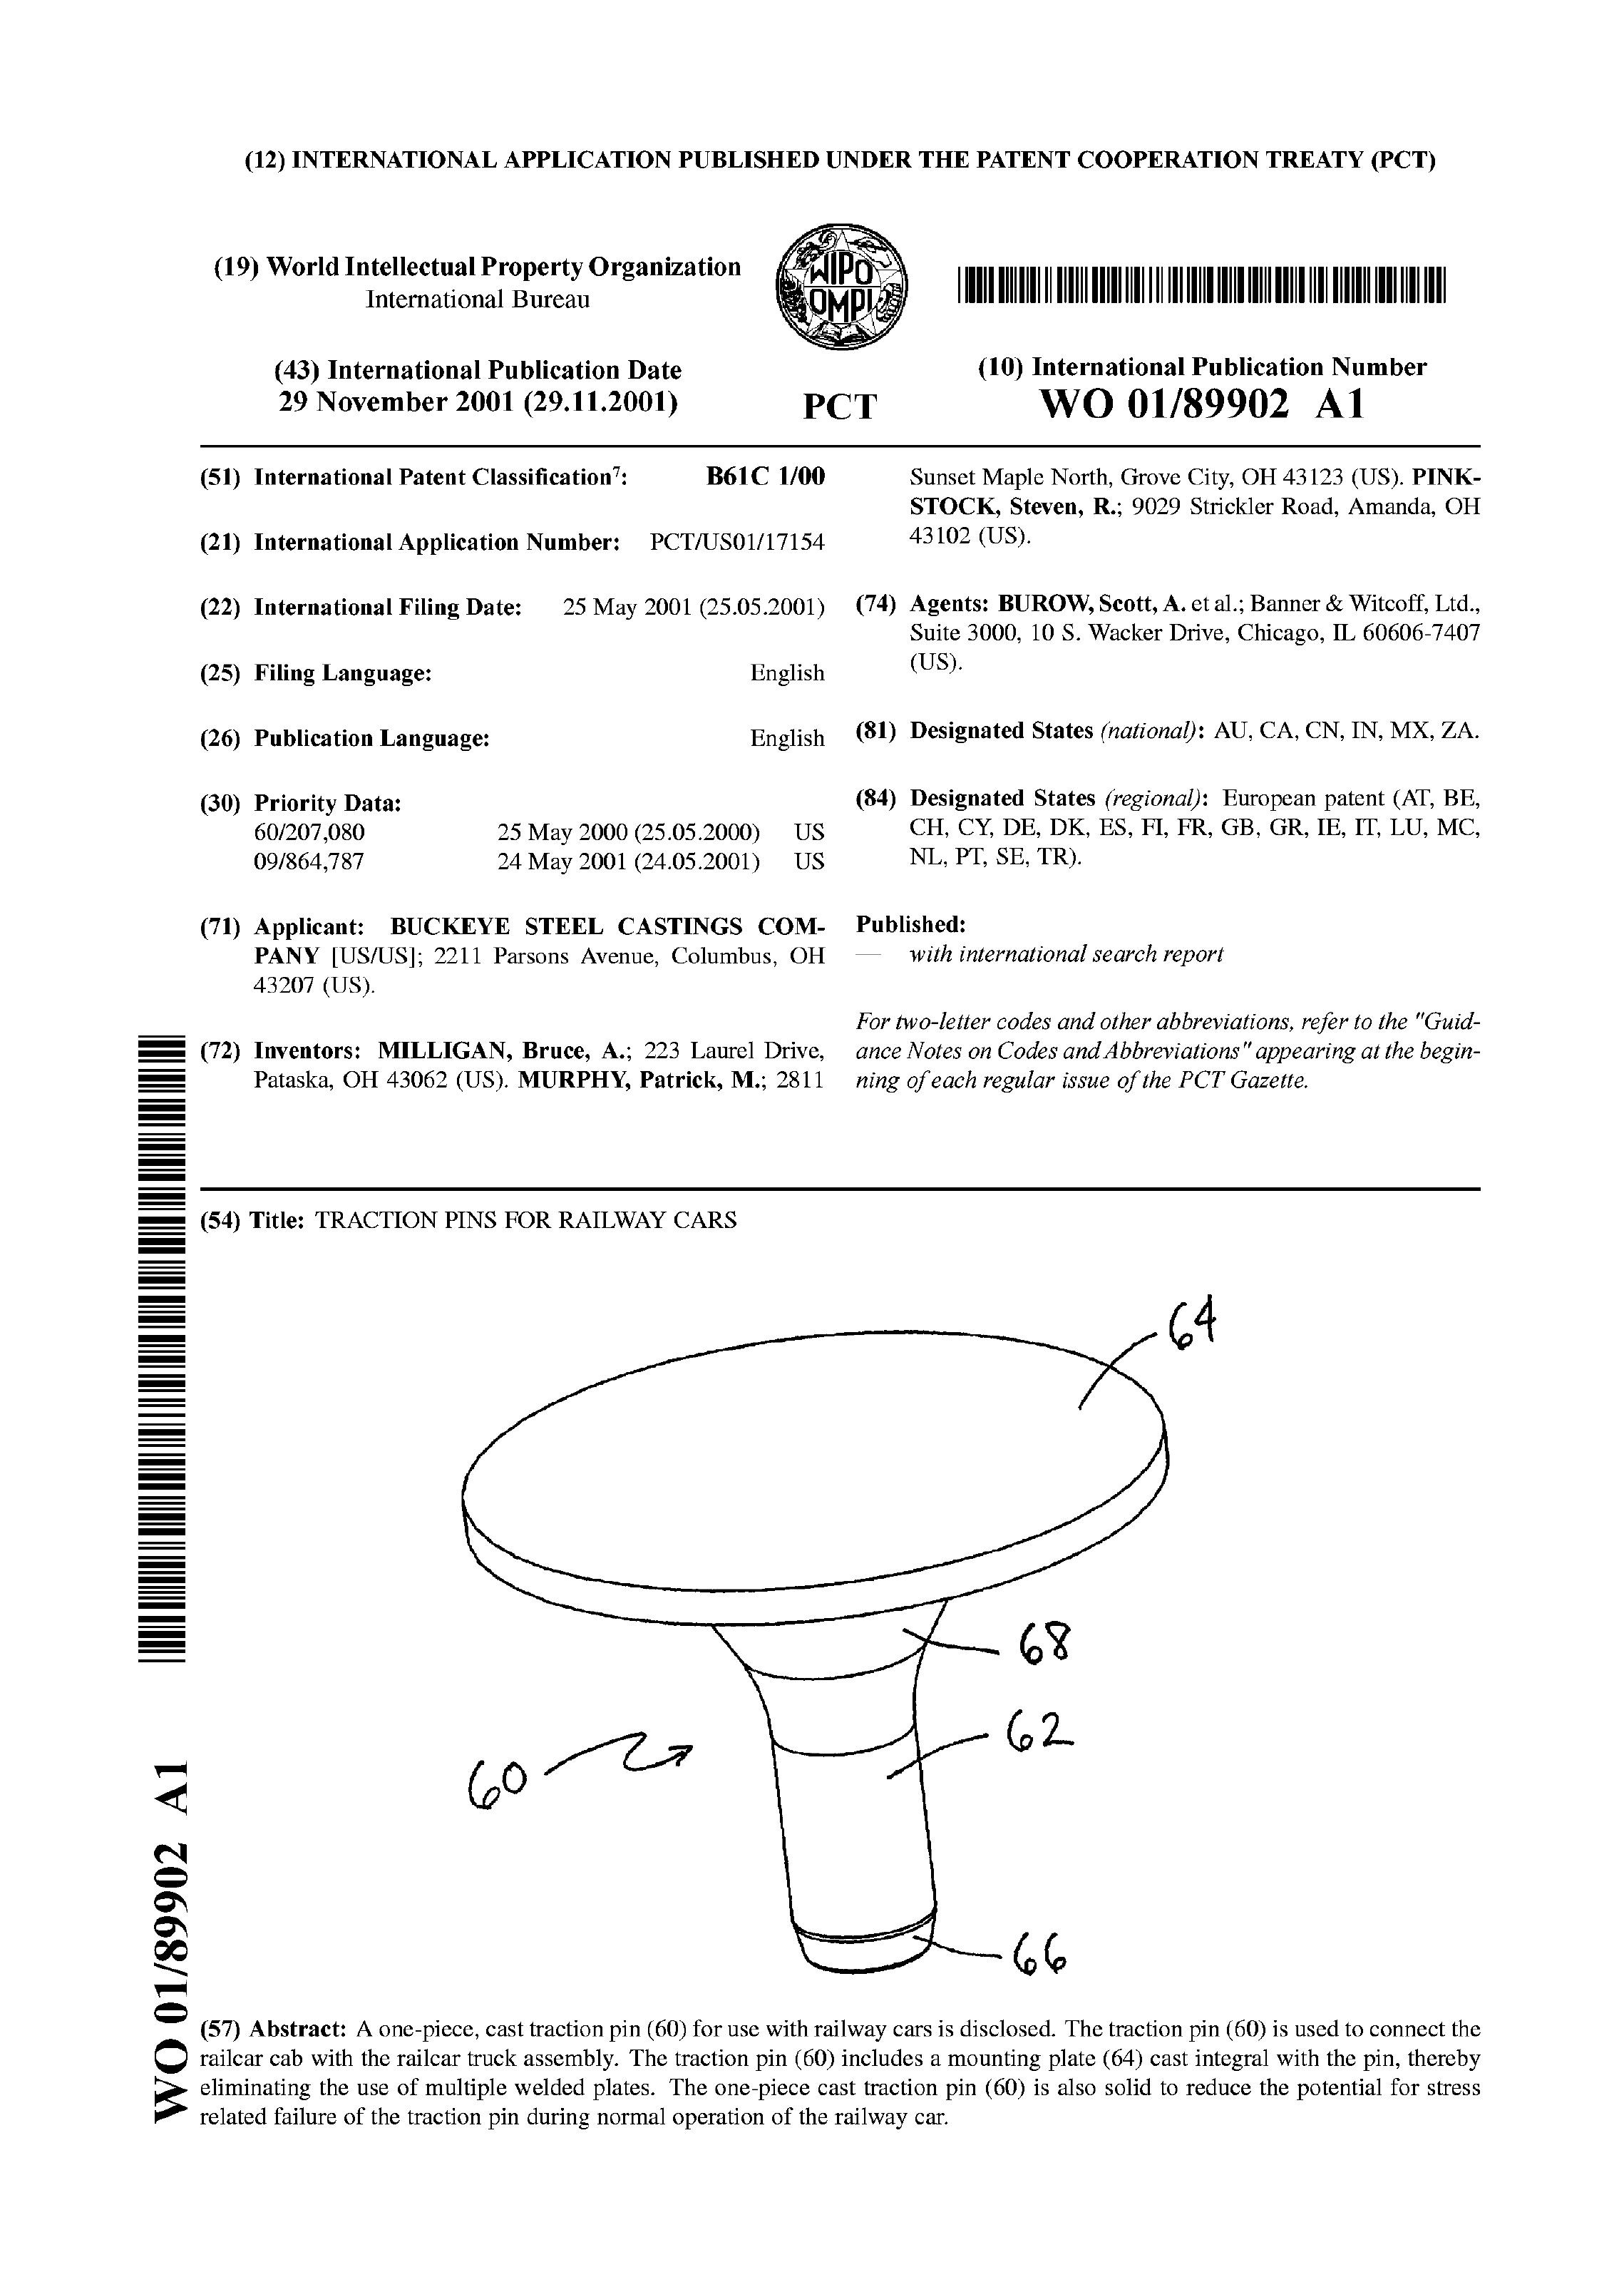 (12) INTERNATIONAL APPLICATION PUBLISHED UNDER THE PATENT COOPERATION TREATY (PCT)
(19) World Intellectual Property Organization
International Bureau
WIPO
OMPI
(43) International Publication Date
29 November 2001 (29.11.2001)
PCT
(10) International Publication Number
WO 01/89902 A1
(51) International Patent Classification7: B61C 1/00
(21) International Application Number: PCT/US01/17154
(22) International Filing Date: 25 May 2001 (25.05.2001)
(25) Filing Language: English
(26) Publication Language: English
(30) Priority Data:
60/207,080 25 May 2000 (25.05.2000) US
09/864,787 24 May 2001 (24.05.2001) US
(71) Applicant: BUCKEYE STEEL CASTINGS COM-
PANY [US/US]; 2211 Parsons Avenue, Columbus, OH
43207 (US).
(72) Inventors: MILLIGAN, Bruce, A.; 223 Laurel Drive,
Pataska, OH 43062 (US). MURPHY, Patrick, M.; 2811
Sunset Maple North, Grove City, OH 43123 (US). PINK-
STOCK, Steven, R.; 9029 Strickler Road, Amanda, OH
43102 (US).
(74) Agents: BUROW, Scott, A. et al.; Banner & Witcoff, Ltd.,
Suite 3000, 10 S. Wacker Drive, Chicago, IL 60606-7407
(US).
(81) Designated States (national): AU, CA, CN, IN, MX, ZA.
(84) Designated States (regional): European patent (AT, BE,
CH, CY, DE, DK, ES, FI, FR, GB, GR, IE, IT, LU, MC,
NL, PT, SE, TR).
Published:
— with international search report
For two-letter codes and other abbreviations, refer to the "Guid-
ance Notes on Codes and Abbreviations" appearing at the begin-
ning of each regular issue of the PCT Gazette.
(54) Title: TRACTION PINS FOR RAILWAY CARS
64
68
62
60
66
(57) Abstract: A one-piece, cast traction pin (60) for use with railway cars is disclosed. The traction pin (60) is used to connect the
railcar cab with the railcar truck assembly. The traction pin (60) includes a mounting plate (64) cast integral with the pin, thereby
eliminating the use of multiple welded plates. The one-piece cast traction pin (60) is also solid to reduce the potential for stress
related failure of the traction pin during normal operation of the railway car.
WO 01/89902 A1